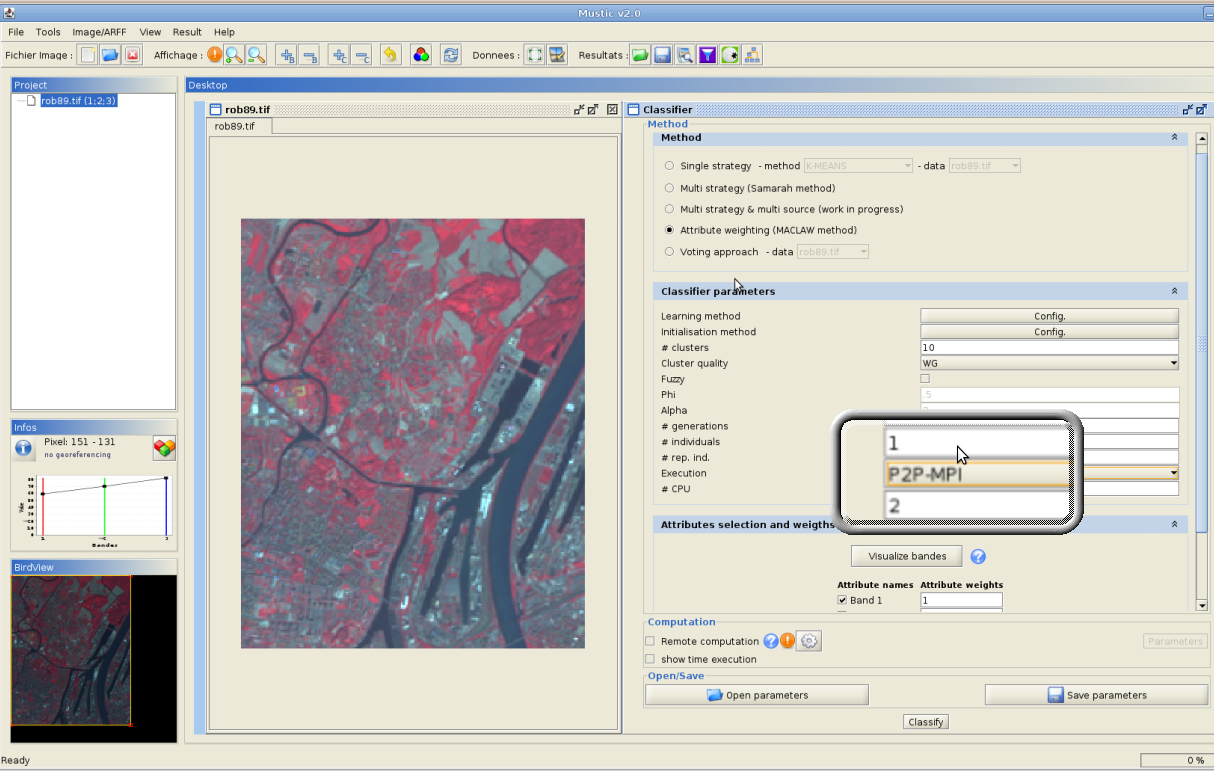 Mustic v2.0
File Tools Image/ARFF View Result Help
Fichier Image : Affichage : Donnees : Resultats :
Project
rob89.tif (1;2;3)
Infos
Pixel: 151 - 131
no georeferencing
Bandes
BirdView
Desktop
rob89.tif
rob89.tif
Classifier
Method
Method
Single strategy - method K-MEANS - data rob89.tif
Multi strategy (Samarah method)
Multi strategy & multi source (work in progress)
Attribute weighting (MACLAW method)
Voting approach - data rob89.tif
Classifier parameters
Learning method Config.
Initialisation method Config.
# clusters 10
Cluster quality WG
Fuzzy
Phi .5
Alpha
# generations
# individuals
# rep. ind. 1
Execution P2P-MPI
# CPU 2
Attributes selection and weigths
Visualize bandes
Attribute names Attribute weights
Band 1 1
Computation
Remote computation Parameters
show time execution
Open/Save
Open parameters Save parameters
Classify
Ready 0 %